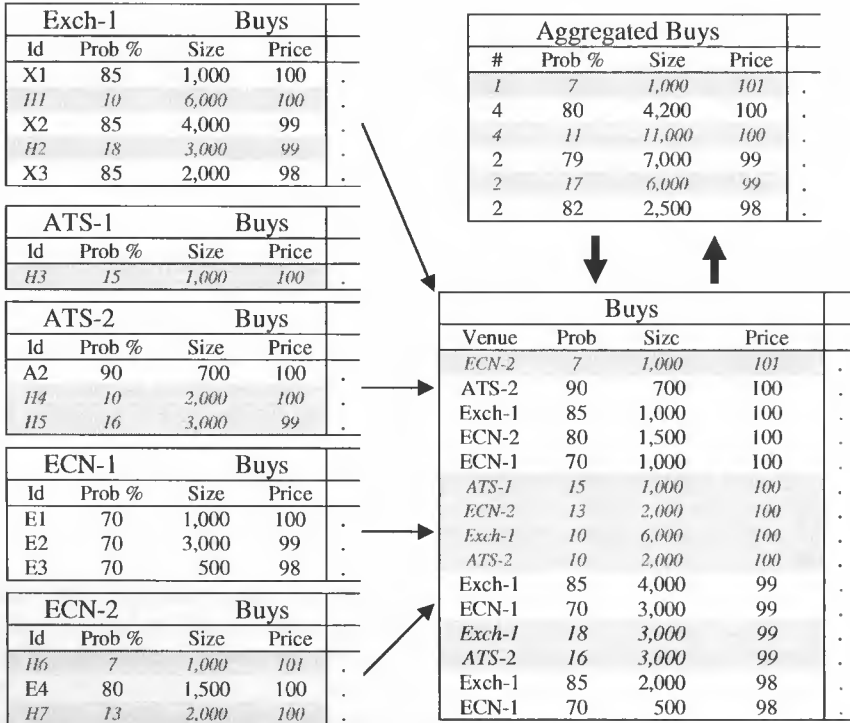 Exch-1 Buys
Id Prob % Size Price
X1 85 1,000 100 .
H1 10 6,000 100 .
X2 85 4,000 99 .
H2 18 3,000 99 .
X3 85 2,000 98 .
ATS-1 Buys
Id Prob % Size Price
H3 15 1,000 100 .
ATS-2 Buys
Id Prob % Size Price
A2 90 700 100 .
H4 10 2,000 100 .
H5 16 3,000 99 .
ECN-1 Buys
Id Prob % Size Price
E1 70 1,000 100 .
E2 70 3,000 99 .
E3 70 500 98 .
ECN-2 Buys
Id Prob % Size Price
H6 7 1,000 101 .
E4 80 1,500 100 .
H7 13 2,000 100 .
Aggregated Buys
# Prob % Size Price
1 7 1,000 101 .
4 80 4,200 100 .
4 11 11,000 100 .
2 79 7,000 99 .
2 17 6,000 99 .
2 82 2,500 98 .
Buys
Venue Prob Size Price
ECN-2 7 1,000 101 .
ATS-2 90 700 100 .
Exch-1 85 1,000 100 .
ECN-2 80 1,500 100 .
ECN-1 70 1,000 100 .
ATS-1 15 1,000 100 .
ECN-2 13 2,000 100 .
Exch-1 10 6,000 100 .
ATS-2 10 2,000 100 .
Exch-1 85 4,000 99 .
ECN-1 70 3,000 99 .
Exch-1 18 3,000 99 .
ATS-2 16 3,000 99 .
Exch-1 85 2,000 98 .
ECN-1 70 500 98 .